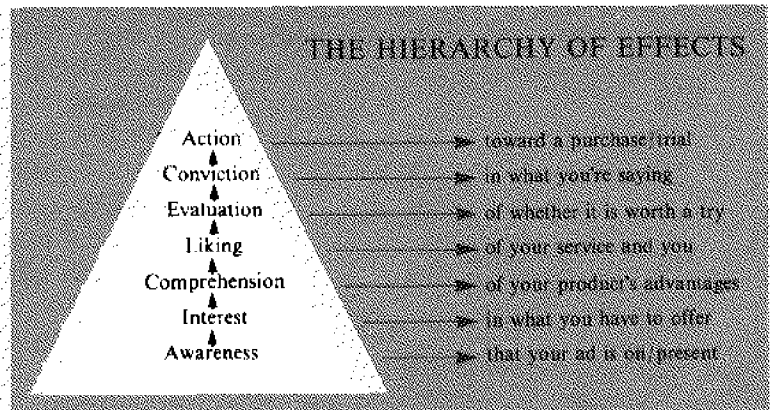 THE HIERARCHY OF EFFECTS
Action toward a purchase/trial
Conviction in what you're saying
Evaluation of whether it is worth a try
Liking of your service and you
Comprehension of your product's advantages
Interest in what you have to offer
Awareness that your ad is on/present